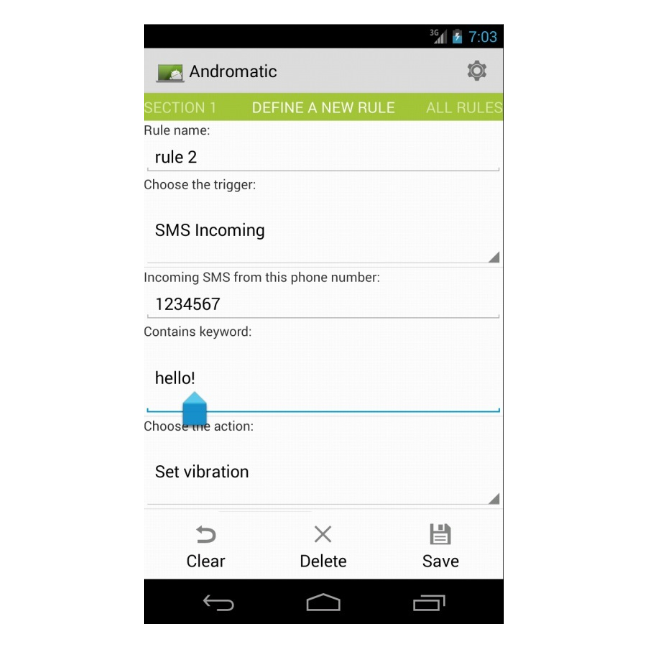 3G 7:03
Andromatic
SECTION 1 DEFINE A NEW RULE ALL RULES
Rule name:
rule 2
Choose the trigger:
SMS Incoming
Incoming SMS from this phone number:
1234567
Contains keyword:
hello!
Choose the action:
Set vibration
Clear Delete Save